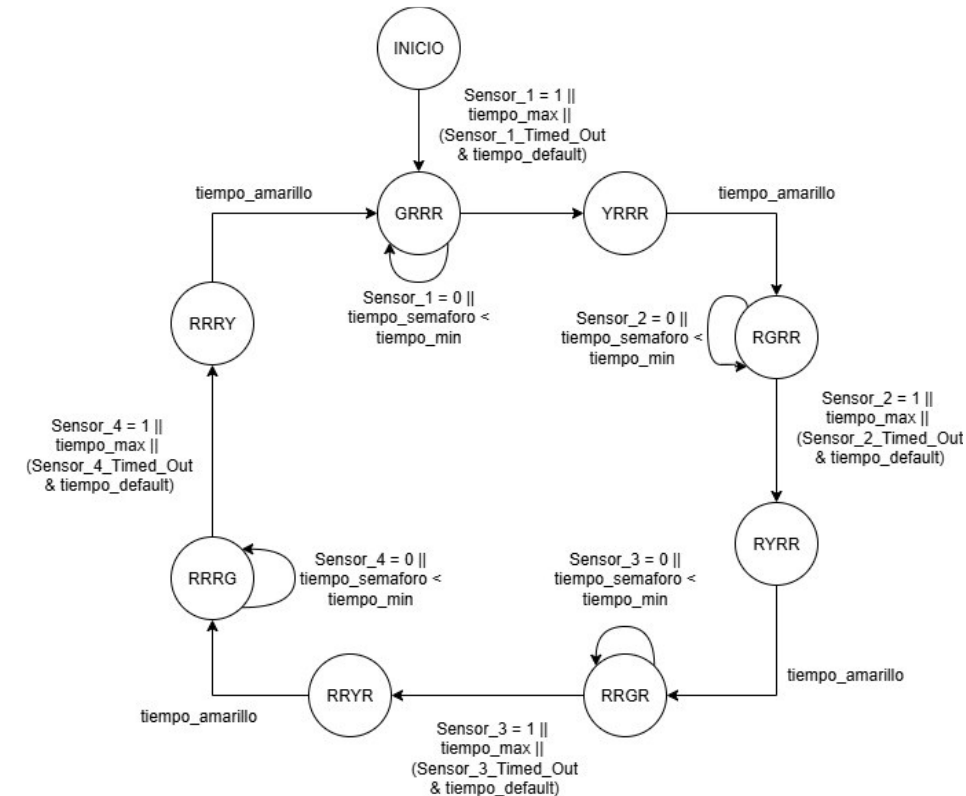 INICIO
Sensor_1 = 1 ||
tiempo_max ||
(Sensor_1_Timed_Out
& tiempo_default)
tiempo_amarillo
GRRR
YRRR
tiempo_amarillo
Sensor_1 = 0 ||
tiempo_semaforo <
tiempo_min
RRRY
Sensor_2 = 0 ||
tiempo_semaforo <
tiempo_min
RGRR
Sensor_4 = 1 ||
tiempo_max ||
(Sensor_4_Timed_Out
& tiempo_default)
Sensor_2 = 1 ||
tiempo_max ||
(Sensor_2_Timed_Out
& tiempo_default)
RYRR
RRRG
Sensor_4 = 0 ||
tiempo_semaforo <
tiempo_min
Sensor_3 = 0 ||
tiempo_semaforo <
tiempo_min
tiempo_amarillo
RRYR
RRGR
tiempo_amarillo
Sensor_3 = 1 ||
tiempo_max ||
(Sensor_3_Timed_Out
& tiempo_default)